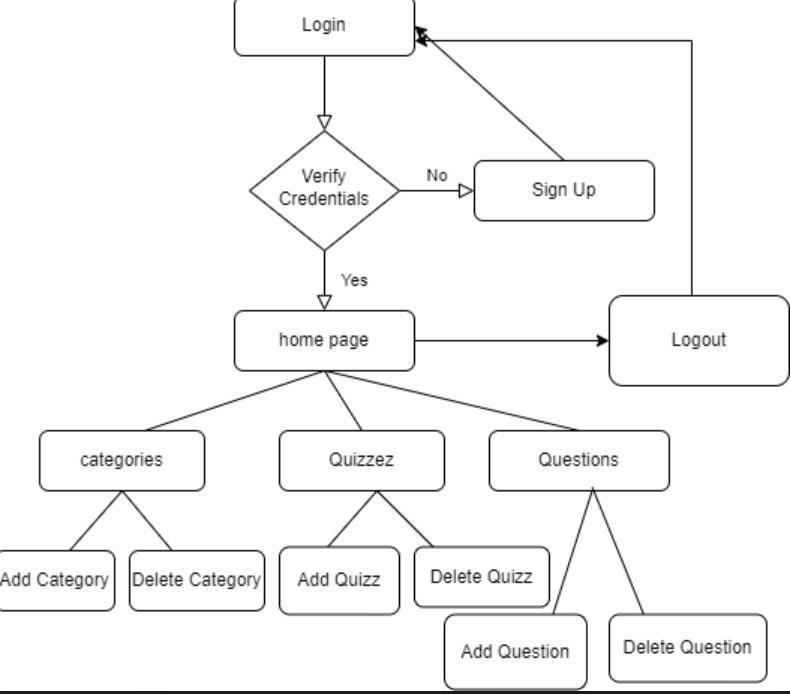 Login
Verify
Credentials
No
Sign Up
Yes
home page
Logout
categories
Quizzez
Questions
Add Category
Delete Category
Add Quizz
Delete Quizz
Add Question
Delete Question